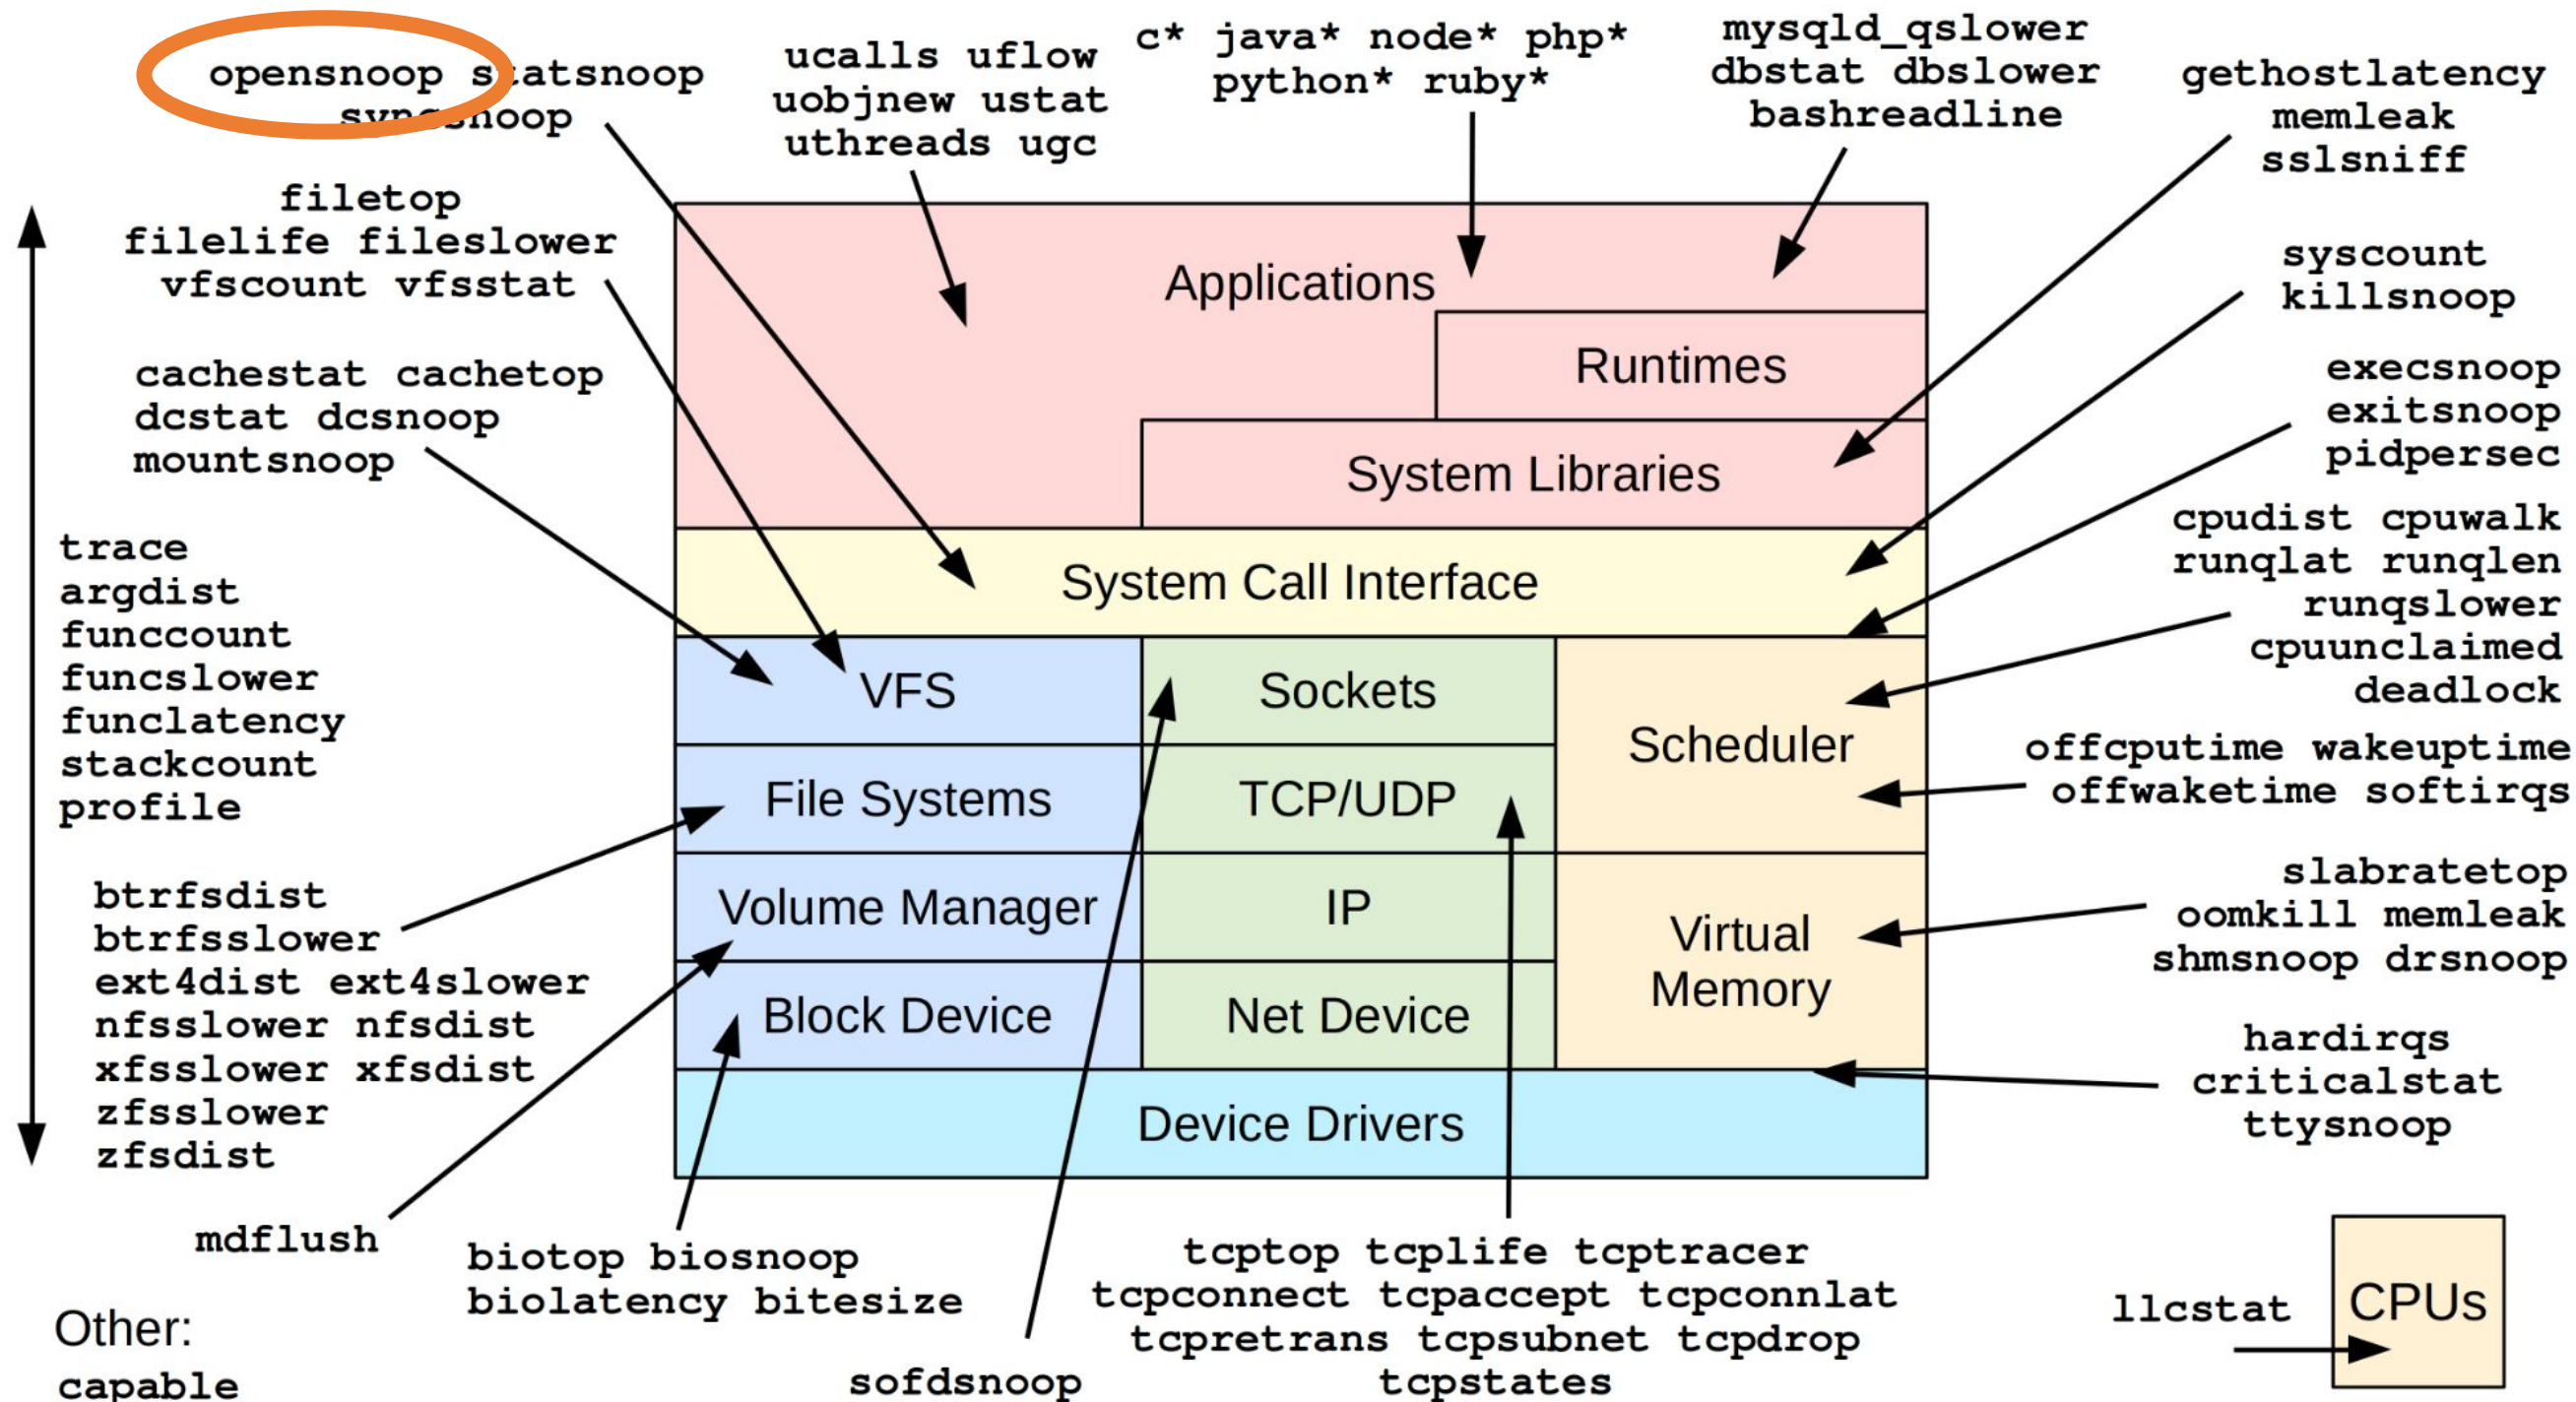 opensnoop statsnoop
syncsnoop
ucalls uflow
uobjnew ustat
uthreads ugc
c* java* node* php*
python* ruby*
mysqld_qslower
dbstat dbslower
bashreadline
gethostlatency
memleak
sslsniff
filetop
filelife fileslower
vfscount vfsstat
syscount
killsnoop
cachestat cachetop
dcstat dcsnoop
mountsnoop
execsnoop
exitsnoop
pidpersec
trace
argdist
funccount
funcslower
funclatency
stackcount
profile
cpudist cpuwalk
runqlat runqlen
runqslower
cpuunclaimed
deadlock
offcputime wakeuptime
offwaketime softirqs
btrfsdist
btrfsslower
ext4dist ext4slower
nfsslower nfsdist
xfsslower xfsdist
zfsslower
zfsdist
slabratetop
oomkill memleak
shmsnoop drsnoop
hardirqs
criticalstat
ttysnoop
Applications
Runtimes
System Libraries
System Call Interface
VFS
Sockets
Scheduler
File Systems
TCP/UDP
Volume Manager
IP
Virtual
Memory
Block Device
Net Device
Device Drivers
mdflush
biotop biosnoop
biolatency bitesize
sofdsnoop
tcptop tcplife tcptracer
tcpconnect tcpaccept tcpconnlat
tcpretrans tcpsubnet tcpdrop
tcpstates
llcstat
CPUs
Other:
capable